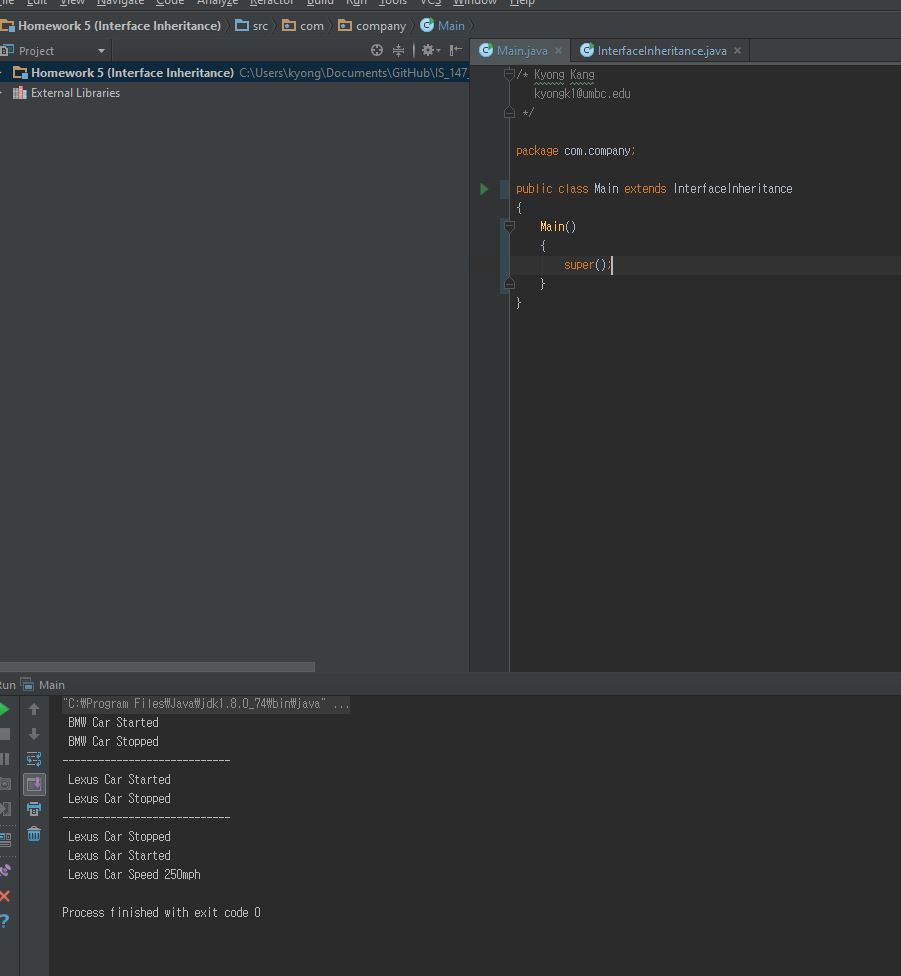 File Edit View Navigate Code Analyze Refactor Build Run Tools VCS Window Help
Homework 5 (Interface Inheritance) src com company Main
Project
Main.java InterfaceInheritance.java
Homework 5 (Interface Inheritance) C:\Users\kyong\Documents\GitHub\IS_147_
External Libraries
/* Kyong Kang
kyongk1@umbc.edu
*/
package com.company;
public class Main extends InterfaceInheritance
{
Main()
{
super();
}
}
Run Main
"C:₩Program Files₩Java₩jdk1.8.0_74₩bin₩java" ...
BMW Car Started
BMW Car Stopped
----------------------------
Lexus Car Started
Lexus Car Stopped
----------------------------
Lexus Car Stopped
Lexus Car Started
Lexus Car Speed 250mph
Process finished with exit code 0